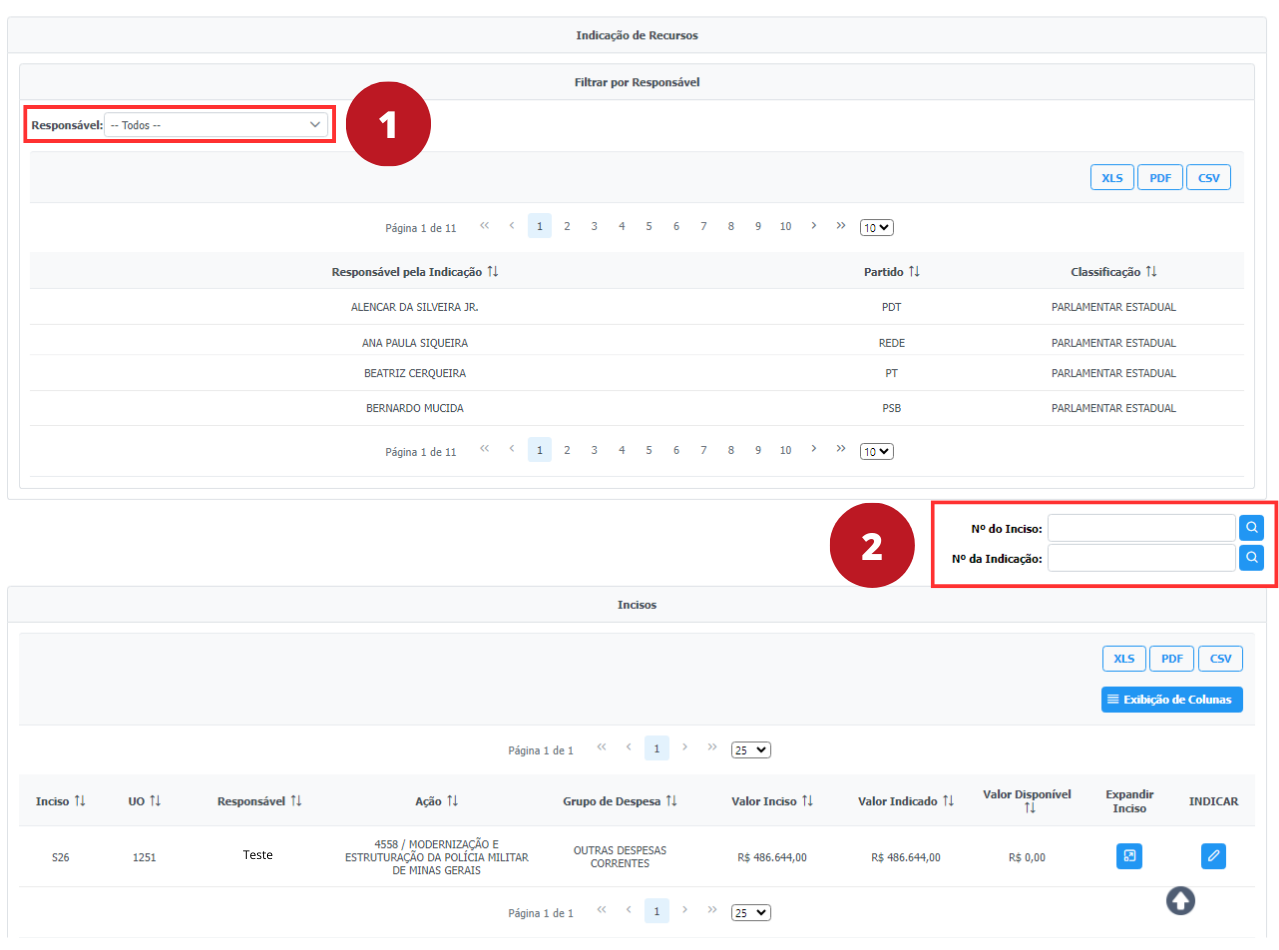 Indicação de Recursos
Filtrar por Responsável
Responsável: -- Todos --
1
XLS PDF CSV
Página 1 de 11 << < 1 2 3 4 5 6 7 8 9 10 > >> 10
Responsável pela Indicação ↑↓ Partido ↑↓ Classificação ↑↓
ALENCAR DA SILVEIRA JR. PDT PARLAMENTAR ESTADUAL
ANA PAULA SIQUEIRA REDE PARLAMENTAR ESTADUAL
BEATRIZ CERQUEIRA PT PARLAMENTAR ESTADUAL
BERNARDO MUCIDA PSB PARLAMENTAR ESTADUAL
Página 1 de 11 << < 1 2 3 4 5 6 7 8 9 10 > >> 10
2
Nº do Inciso:
Nº da Indicação:
Incisos
XLS PDF CSV
Exibição de Colunas
Página 1 de 1 << < 1 > >> 25
Inciso ↑↓ UO ↑↓ Responsável ↑↓ Ação ↑↓ Grupo de Despesa ↑↓ Valor Inciso ↑↓ Valor Indicado ↑↓ Valor Disponível ↑↓ Expandir Inciso INDICAR
526 1251 Teste 4558 / MODERNIZAÇÃO E ESTRUTURAÇÃO DA POLÍCIA MILITAR DE MINAS GERAIS OUTRAS DESPESAS CORRENTES R$ 486.644,00 R$ 486.644,00 R$ 0,00
Página 1 de 1 << < 1 > >> 25